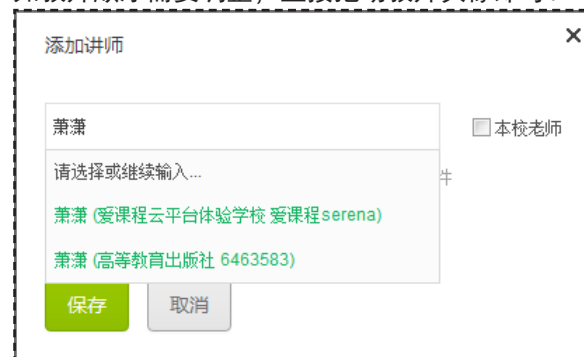 添加讲师
×
萧潇
本校老师
请选择或继续输入...
件
萧潇 (爱课程云平台体验学校 爱课程serena)
萧潇 (高等教育出版社 6463583)
保存
取消